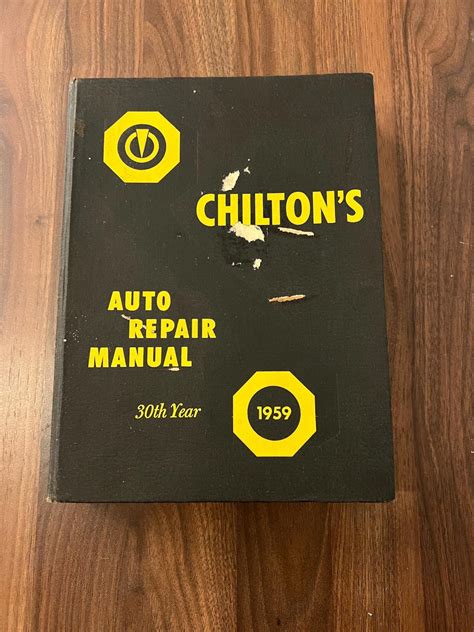 CHILTON'S
AUTO
REPAIR
MANUAL
30th Year
1959